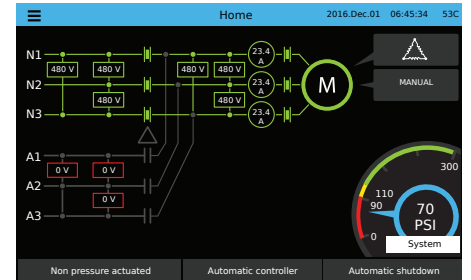 Home
2016.Dec.01 06:45:34 53C
N1
480 V 480 V 480 V 480 V
23.4 A
N2
480 V 480 V
23.4 A
M
MANUAL
N3
23.4 A
A1
0 V 0 V
A2
0 V
A3
300
110
90
0
70
PSI
System
Non pressure actuated Automatic controller Automatic shutdown